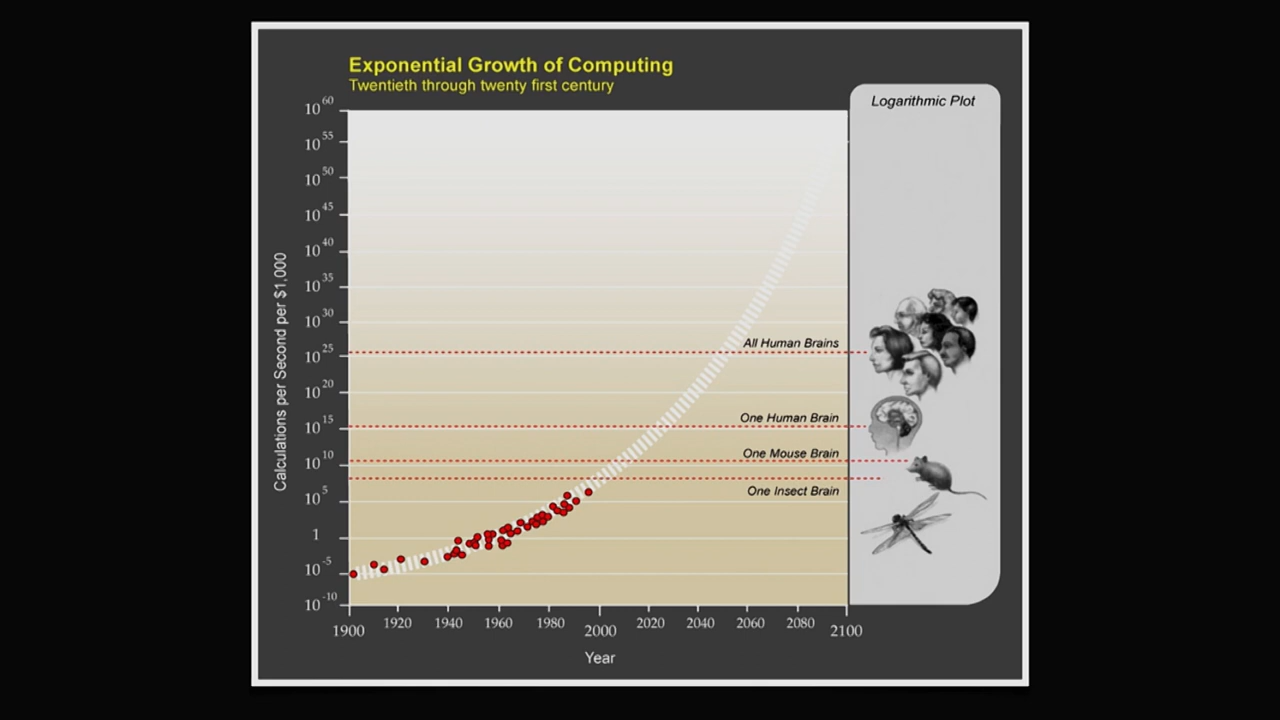 Exponential Growth of Computing
Twentieth through twenty first century
Logarithmic Plot
Calculations per Second per $1,000
10^60
10^55
10^50
10^45
10^40
10^35
10^30
10^25
10^20
10^15
10^10
10^5
1
10^-5
10^-10
All Human Brains
One Human Brain
One Mouse Brain
One Insect Brain
1900 1920 1940 1960 1980 2000 2020 2040 2060 2080 2100
Year